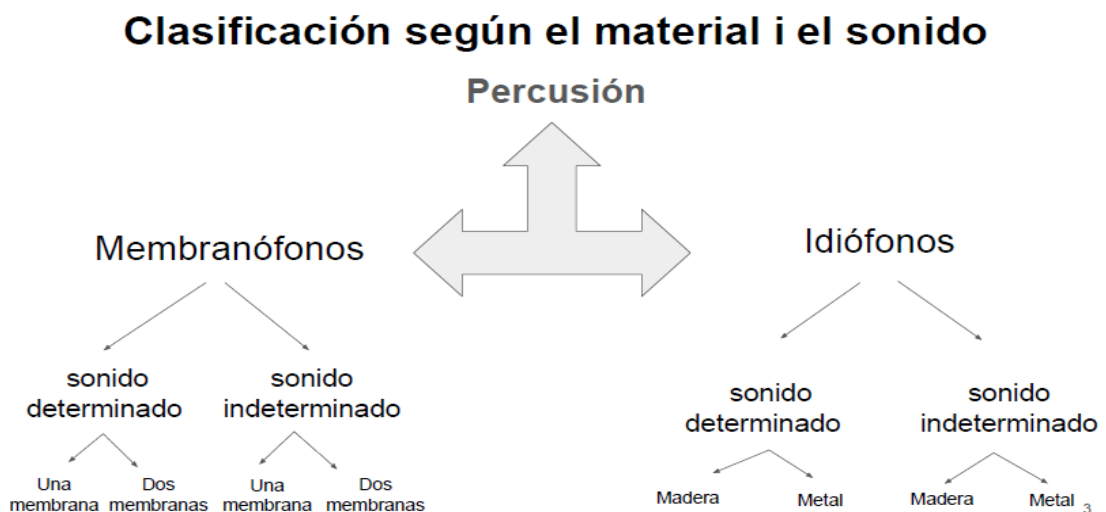 Clasificación según el material i el sonido
Percusión
Membranófonos
Idiófonos
sonido
determinado
sonido
indeterminado
sonido
determinado
sonido
indeterminado
Una
membrana
Dos
membranas
Una
membrana
Dos
membranas
Madera
Metal
Madera
Metal
3